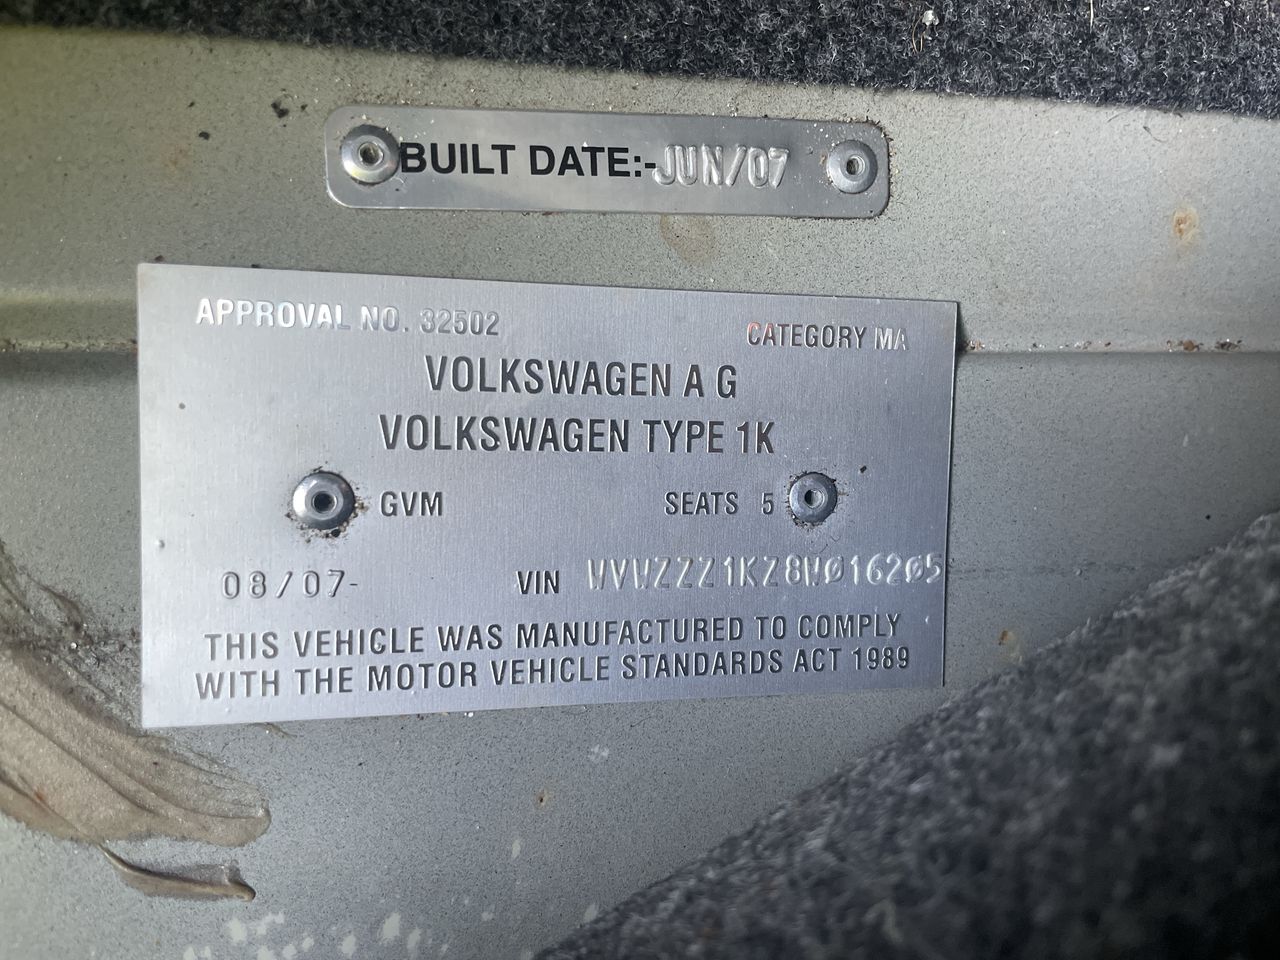 BUILT DATE:-JUN/07
APPROVAL NO. 32502
CATEGORY MA
VOLKSWAGEN A G
VOLKSWAGEN TYPE 1K
GVM SEATS 5
08/07- VIN WVWZZZ1KZ8W016205
THIS VEHICLE WAS MANUFACTURED TO COMPLY
WITH THE MOTOR VEHICLE STANDARDS ACT 1989